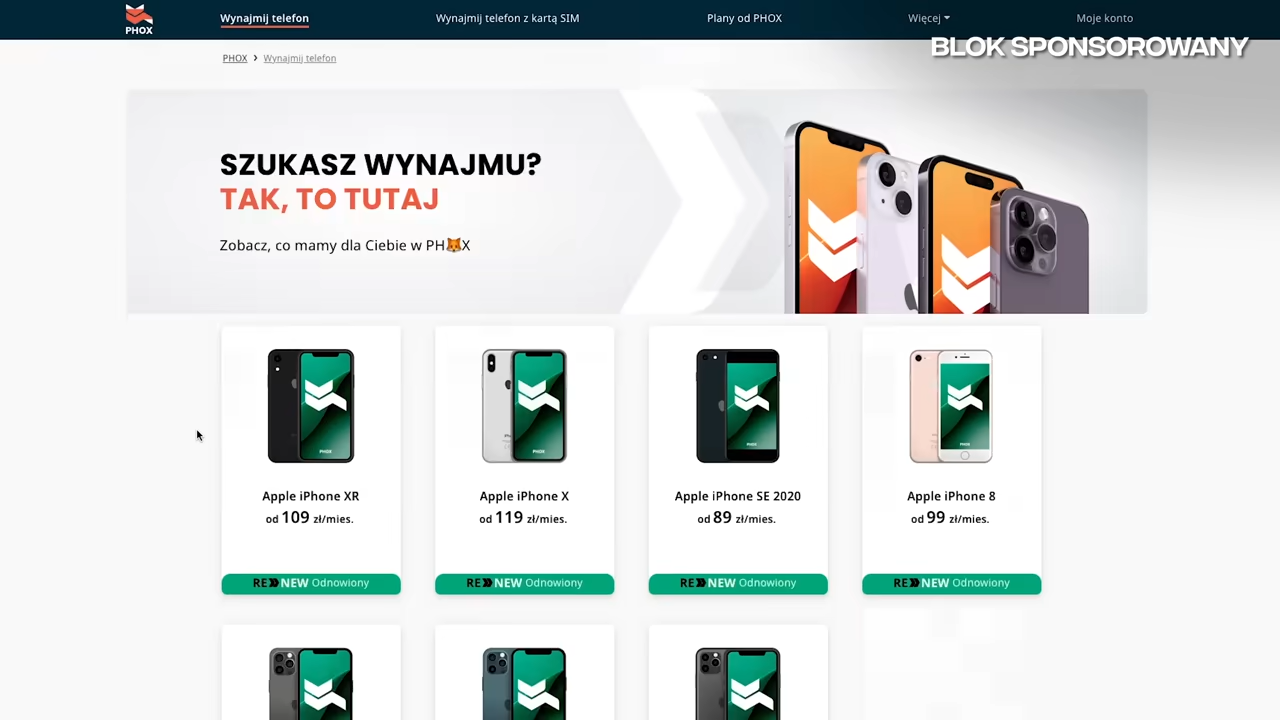 PHOX
Wynajmij telefon
Wynajmij telefon z kartą SIM
Plany od PHOX
Więcej
Moje konto
BLOK SPONSOROWANY
PHOX
Wynajmij telefon
SZUKASZ WYNAJMU?
TAK, TO TUTAJ
Zobacz, co mamy dla Ciebie w PH🦊X
Apple iPhone XR
od 109 zł/mies.
RENEW Odnowiony
Apple iPhone X
od 119 zł/mies.
RENEW Odnowiony
Apple iPhone SE 2020
od 89 zł/mies.
RENEW Odnowiony
Apple iPhone 8
od 99 zł/mies.
RENEW Odnowiony